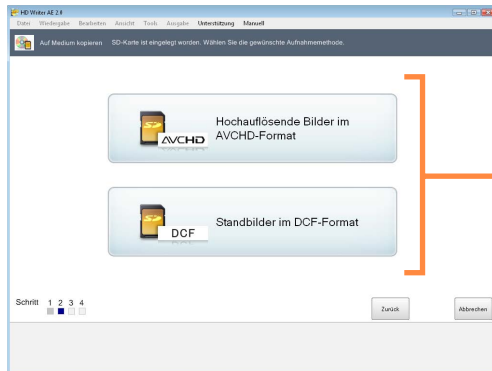 HD Writer AE 2.0
Datei Wiedergabe Bearbeiten Ansicht Tools Ausgabe Unterstützung Manuell
Auf Medium kopieren SD-Karte ist eingelegt worden. Wählen Sie die gewünschte Aufnahmemethode.
SD
AVCHD
Hochauflösende Bilder im
AVCHD-Format
SD
DCF
Standbilder im DCF-Format
Schritt 1 2 3 4
Zurück
Abbrechen